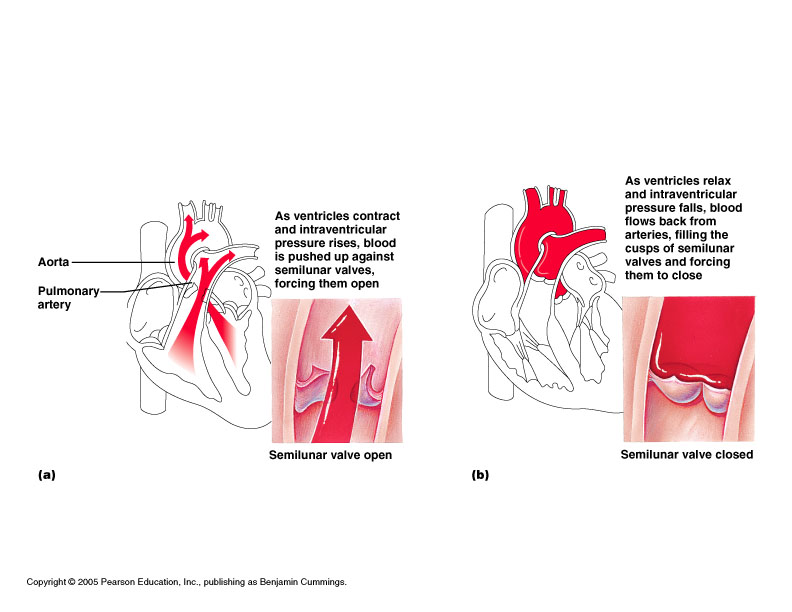 As ventricles contract
and intraventricular
pressure rises, blood
is pushed up against
semilunar valves,
forcing them open
Aorta
Pulmonary
artery
Semilunar valve open
(a)
As ventricles relax
and intraventricular
pressure falls, blood
flows back from
arteries, filling the
cusps of semilunar
valves and forcing
them to close
Semilunar valve closed
(b)
Copyright © 2005 Pearson Education, Inc., publishing as Benjamin Cummings.